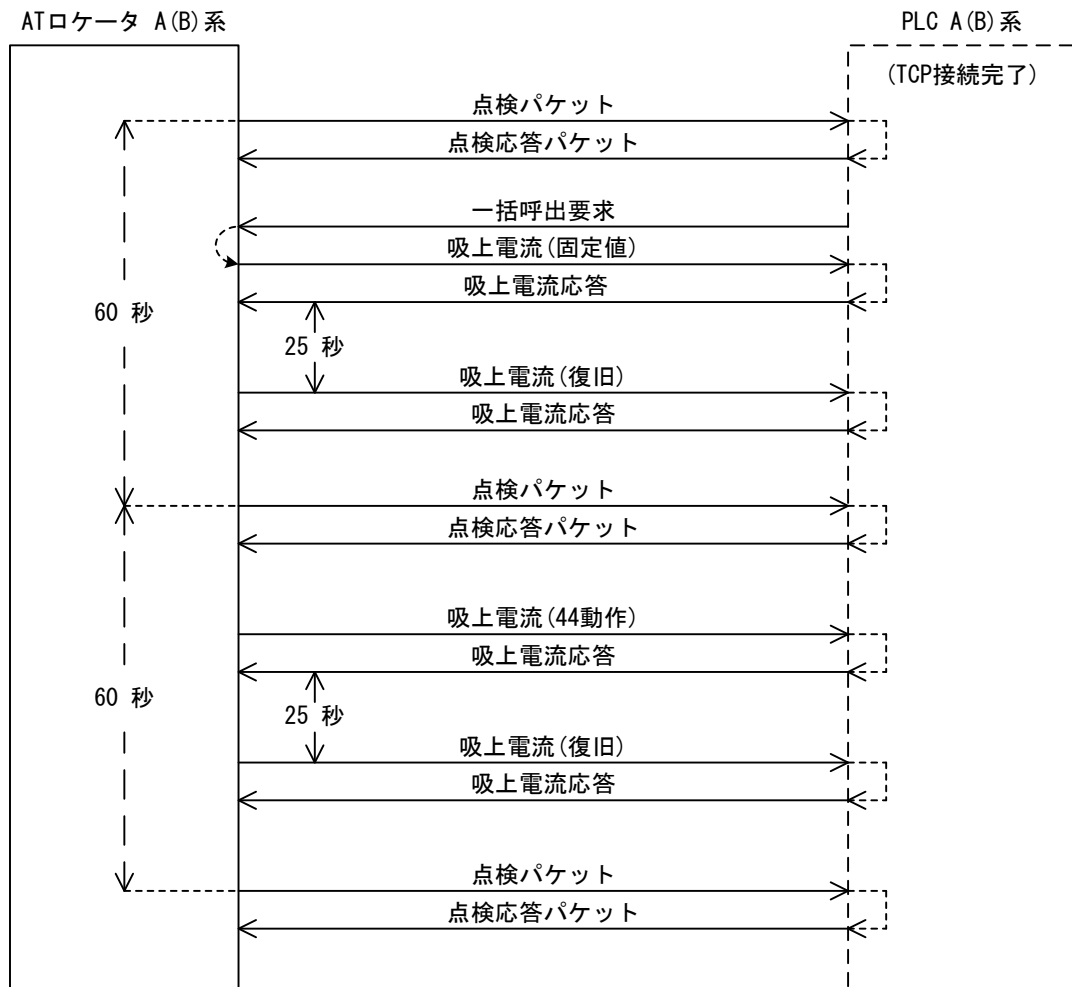 ATロケータ A(B)系
PLC A(B)系
(TCP接続完了)
点検パケット
点検応答パケット
一括呼出要求
吸上電流(固定値)
吸上電流応答
60 秒
25 秒
吸上電流(復旧)
吸上電流応答
点検パケット
点検応答パケット
吸上電流(44動作)
吸上電流応答
60 秒
25 秒
吸上電流(復旧)
吸上電流応答
点検パケット
点検応答パケット